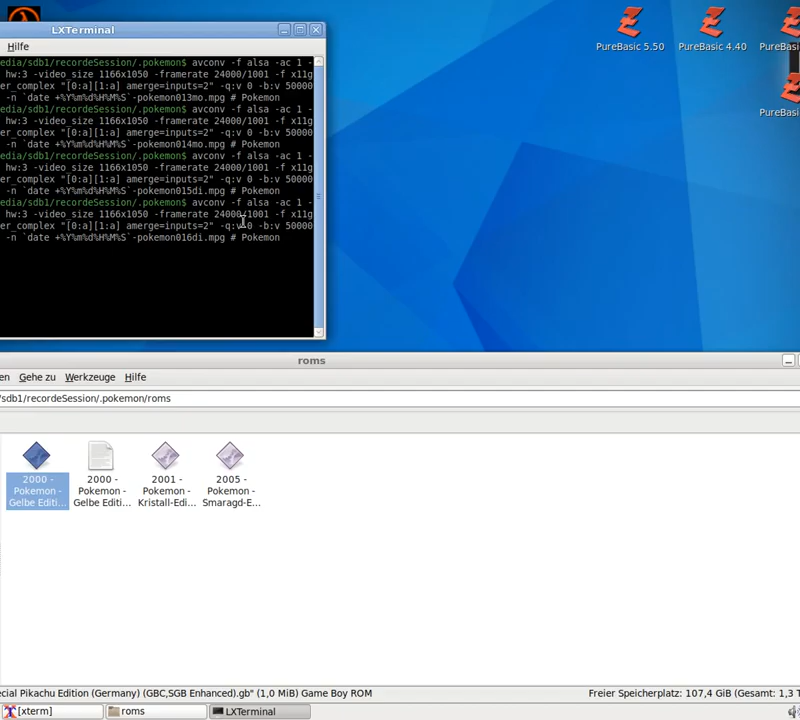 LXTerminal
Hilfe
edia/sdb1/recordeSession/.pokemon$ avconv -f alsa -ac 1 -
hw:3 -video_size 1166x1050 -framerate 24000/1001 -f x11g
er_complex "[0:a][1:a] amerge=inputs=2" -q:v 0 -b:v 50000
-n `date +%Y%m%d%H%M%S`-pokemon013mo.mpg # Pokemon
edia/sdb1/recordeSession/.pokemon$ avconv -f alsa -ac 1 -
hw:3 -video_size 1166x1050 -framerate 24000/1001 -f x11g
er_complex "[0:a][1:a] amerge=inputs=2" -q:v 0 -b:v 50000
-n `date +%Y%m%d%H%M%S`-pokemon014mo.mpg # Pokemon
edia/sdb1/recordeSession/.pokemon$ avconv -f alsa -ac 1 -
hw:3 -video_size 1166x1050 -framerate 24000/1001 -f x11g
er_complex "[0:a][1:a] amerge=inputs=2" -q:v 0 -b:v 50000
-n `date +%Y%m%d%H%M%S`-pokemon015di.mpg # Pokemon
edia/sdb1/recordeSession/.pokemon$ avconv -f alsa -ac 1 -
hw:3 -video_size 1166x1050 -framerate 24000/1001 -f x11g
er_complex "[0:a][1:a] amerge=inputs=2" -q:v 0 -b:v 50000
-n `date +%Y%m%d%H%M%S`-pokemon016di.mpg # Pokemon
PureBasic 5.50
PureBasic 4.40
PureBasi
PureBasi
roms
en Gehe zu Werkzeuge Hilfe
/sdb1/recordeSession/.pokemon/roms
2000 -
Pokemon -
Gelbe Editi...
2000 -
Pokemon -
Gelbe Editi...
2001 -
Pokemon -
Kristall-Edi...
2005 -
Pokemon -
Smaragd-E...
ecial Pikachu Edition (Germany) (GBC,SGB Enhanced).gb" (1,0 MiB) Game Boy ROM
Freier Speicherplatz: 107,4 GiB (Gesamt: 1,3 T
[xterm]
roms
LXTerminal